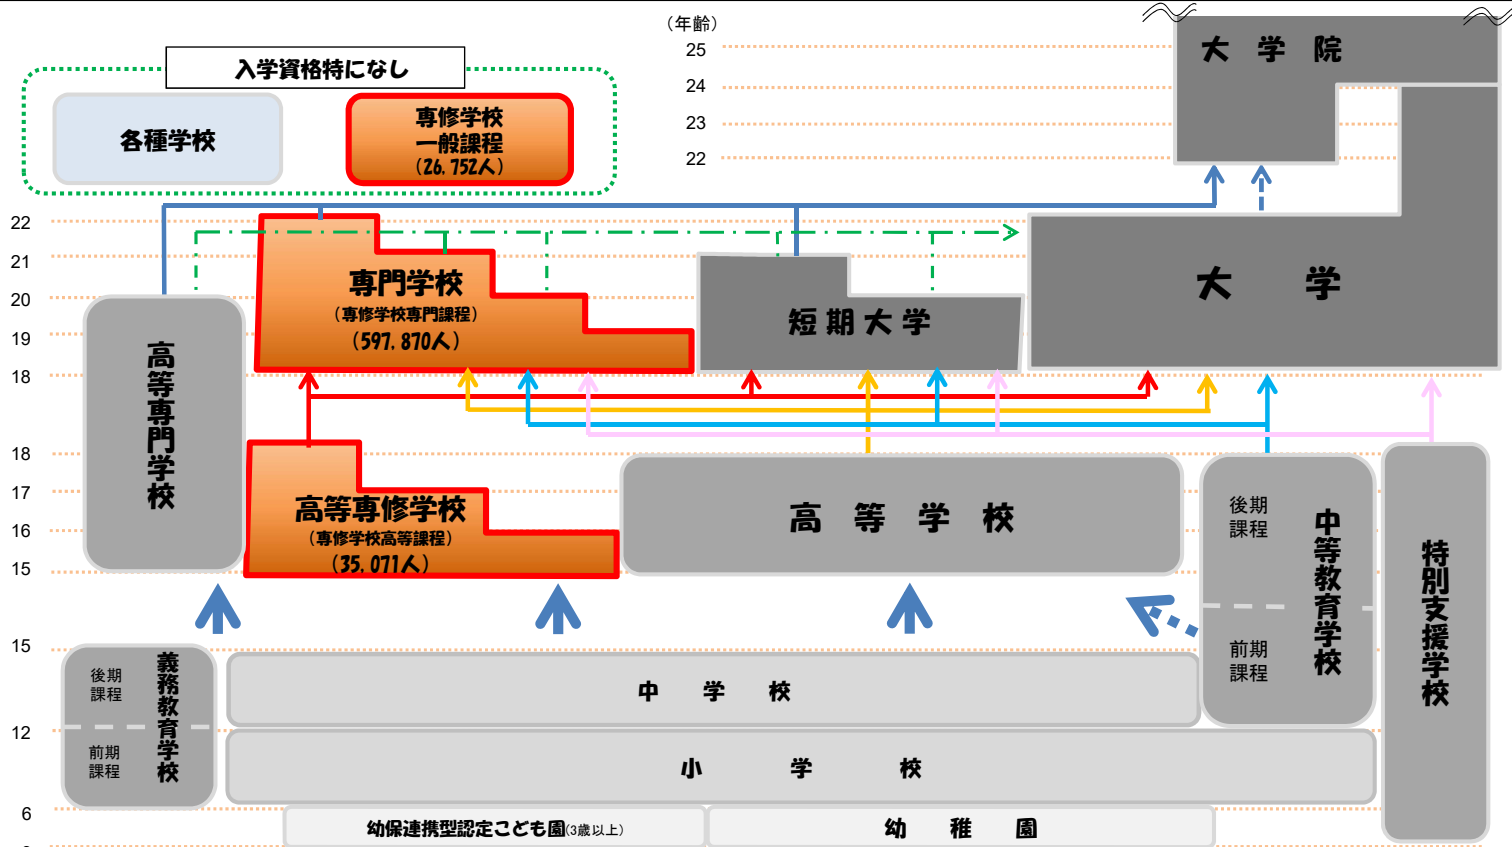 （年齢）
25
24
23
22
大学院
入学資格特になし
各種学校
専修学校
一般課程
（26,752人）
22
21
20
19
18
専門学校
（専修学校専門課程）
（597,870人）
短期大学
大学
高等専門学校
18
17
16
15
高等専修学校
（専修学校高等課程）
（35,071人）
高等学校
後期
課程
前期
課程
中等教育学校
特別支援学校
15
12
6
後期
課程
前期
課程
義務教育学校
中学校
小学校
幼保連携型認定こども園（3歳以上）
幼稚園